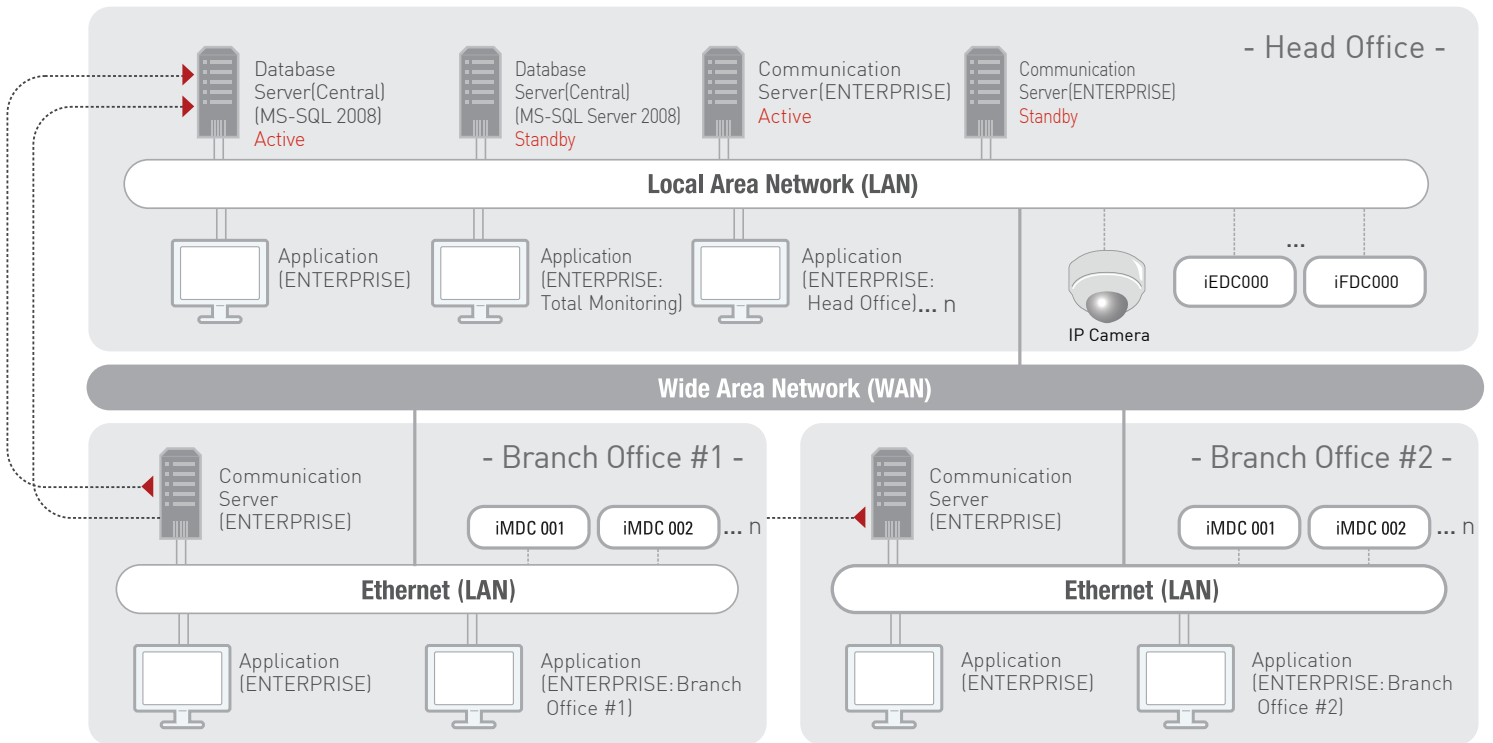 - Head Office -
Database
Server(Central)
(MS-SQL 2008)
Active
Database
Server(Central)
(MS-SQL Server 2008)
Standby
Communication
Server(ENTERPRISE)
Active
Communication
Server(ENTERPRISE)
Standby
Local Area Network (LAN)
Application
(ENTERPRISE)
Application
(ENTERPRISE:
Total Monitoring)
Application
(ENTERPRISE:
Head Office)... n
IP Camera
...
iEDC000
iFDC000
Wide Area Network (WAN)
- Branch Office #1 -
Communication
Server
(ENTERPRISE)
iMDC 001
iMDC 002
... n
Ethernet (LAN)
Application
(ENTERPRISE)
Application
(ENTERPRISE:Branch
Office #1)
- Branch Office #2 -
Communication
Server
(ENTERPRISE)
iMDC 001
iMDC 002
... n
Ethernet (LAN)
Application
(ENTERPRISE)
Application
(ENTERPRISE:Branch
Office #2)